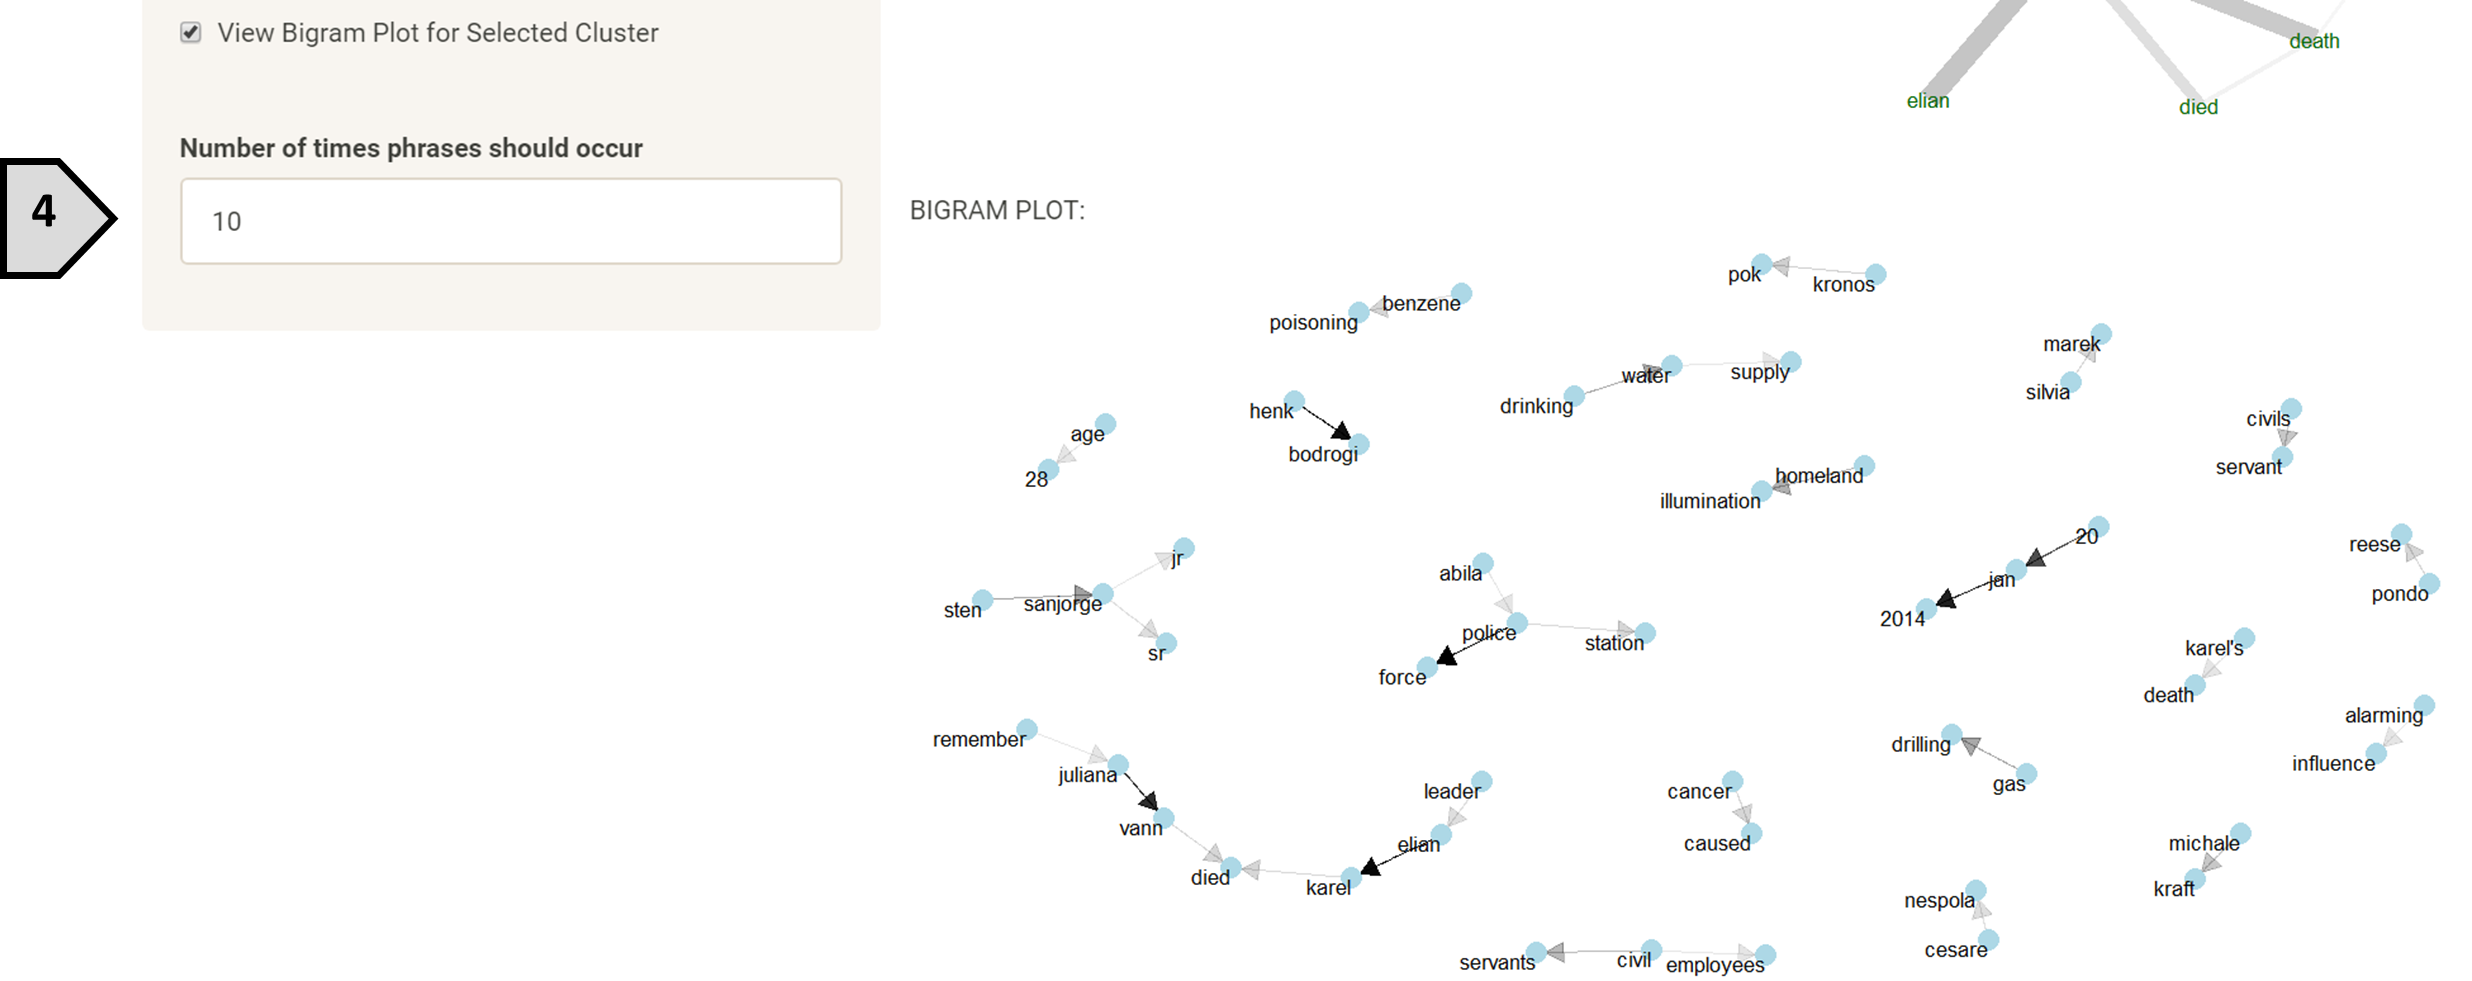 View Bigram Plot for Selected Cluster
death
elian
died
Number of times phrases should occur
4
10
BIGRAM PLOT:
pok
kronos
benzene
poisoning
marek
water
supply
silvia
drinking
henk
civils
age
bodrogi
servant
28
homeland
illumination
20
reese
jr
abila
jan
pondo
sten
sanjorge
2014
police
station
karel's
sr
force
death
alarming
remember
drilling
influence
juliana
gas
leader
cancer
vann
elian
caused
michale
died
karel
kraft
nespola
cesare
servants
civil
employees